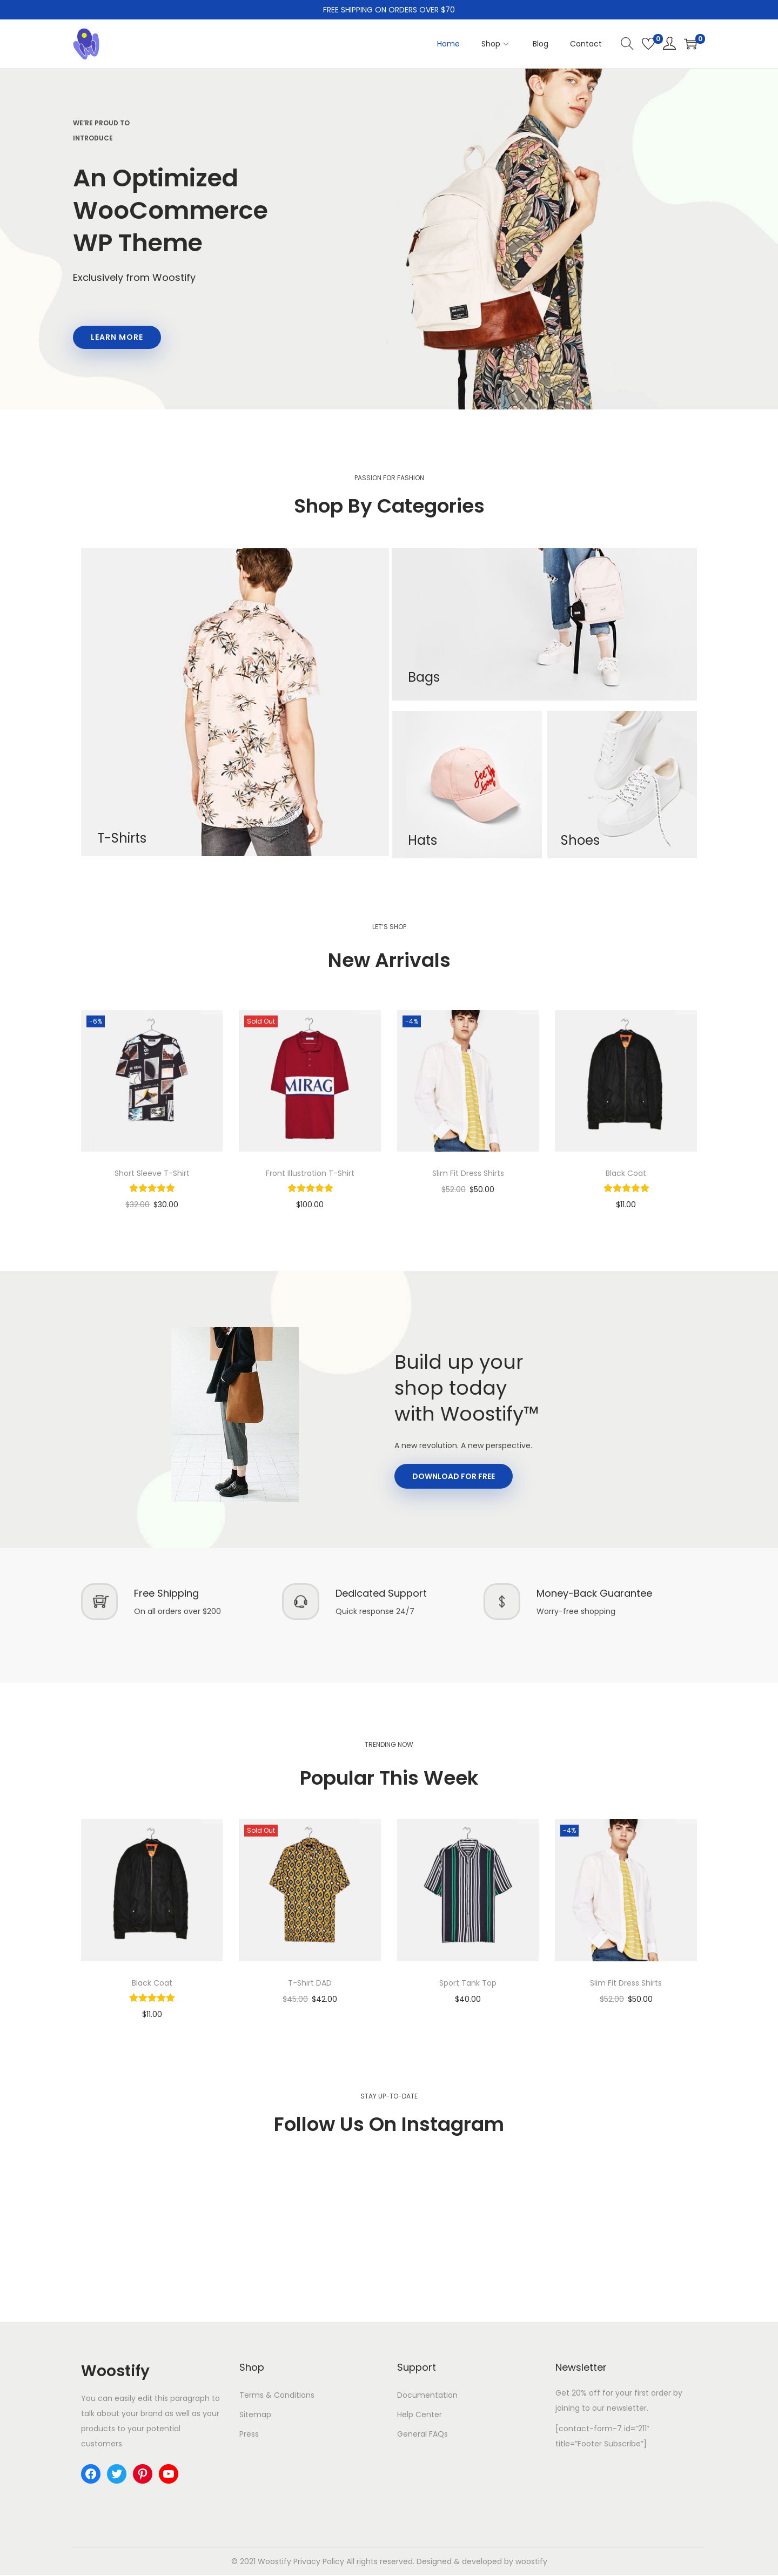 FREE SHIPPING ON ORDERS OVER $70
Home
Shop
Blog
Contact
0
0
WE'RE PROUD TO
INTRODUCE
An Optimized
WooCommerce
WP Theme
Exclusively from Woostify
LEARN MORE
PASSION FOR FASHION
Shop By Categories
T-Shirts
Bags
See The
Good
Hats
Shoes
LET'S SHOP
New Arrivals
-6%
Sold Out
MIRAG
-4%
Short Sleeve T-Shirt
$32.00 $30.00
Front Illustration T-Shirt
$100.00
Slim Fit Dress Shirts
$52.00 $50.00
Black Coat
$11.00
Build up your
shop today
with Woostify™
A new revolution. A new perspective.
DOWNLOAD FOR FREE
Free Shipping
On all orders over $200
Dedicated Support
Quick response 24/7
$
Money-Back Guarantee
Worry-free shopping
TRENDING NOW
Popular This Week
Sold Out
-4%
Black Coat
$11.00
T-Shirt DAD
$45.00 $42.00
Sport Tank Top
$40.00
Slim Fit Dress Shirts
$52.00 $50.00
STAY UP-TO-DATE
Follow Us On Instagram
Woostify
You can easily edit this paragraph to
talk about your brand as well as your
products to your potential
customers.
Shop
Terms & Conditions
Sitemap
Press
Support
Documentation
Help Center
General FAQs
Newsletter
Get 20% off for your first order by
joining to our newsletter.
[contact-form-7 id="211"
title="Footer Subscribe"]
© 2021 Woostify Privacy Policy All rights reserved. Designed & developed by woostify